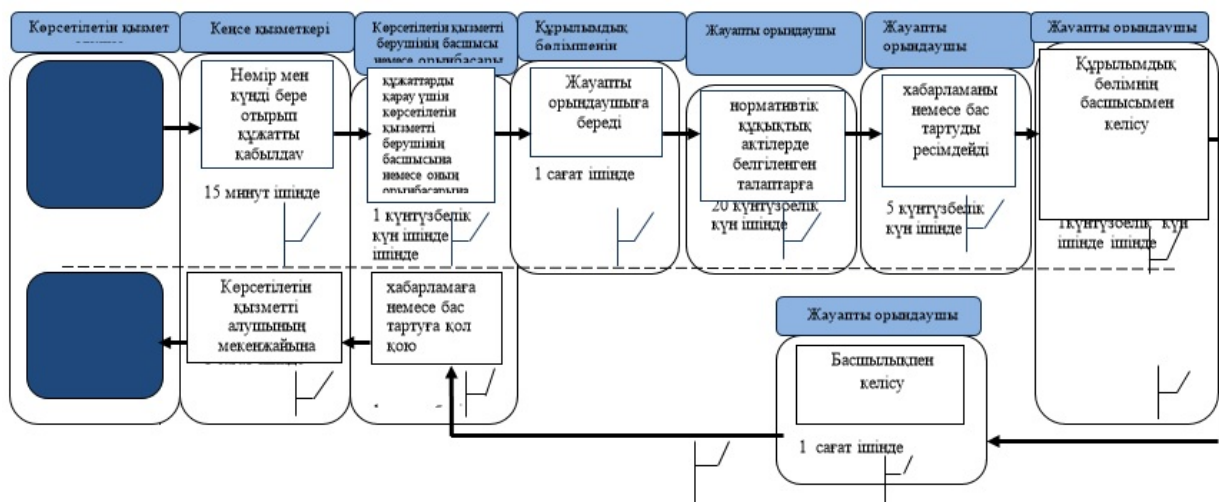 Көрсетілетін қызмет
Кеңсе қызметкері
Көрсетілетін қызметті
берушінің басшысы
немесе орынбасары
Құрылымдық
бөлімшенің
Жауапты орындаушы
Жауапты
орындаушы
Жауапты орындаушы
Нөмір мен
күнді бере
отырып
құжатты
қабылдау
15 минут ішінде
құжаттарды
қарау үшін
көрсетілетін
қызметті
берушінің
басшысына
немесе оның
орынбасарына
1 күнтүзбелік
күн ішінде
ішінде
Жауапты
орындаушыға
береді
1 сағат ішінде
нормативтік
құқықтық
актілерде
белгіленген
талаптарға
20 күнтүзбелік
күн ішінде
хабарламаны
немесе бас
тартуды
ресімдейді
5 күнтүзбелік
күн ішінде
Құрылымдық
бөлімнің
басшысымен
келісу
1күнтүзбелік күн
ішінде ішінде
Көрсетілетін
қызметті
алушының
мекенжайына
хабарламаға
немесе бас
тартуға қол
қою
Жауапты орындаушы
Басшылықпен
келісу
1 сағат ішінде